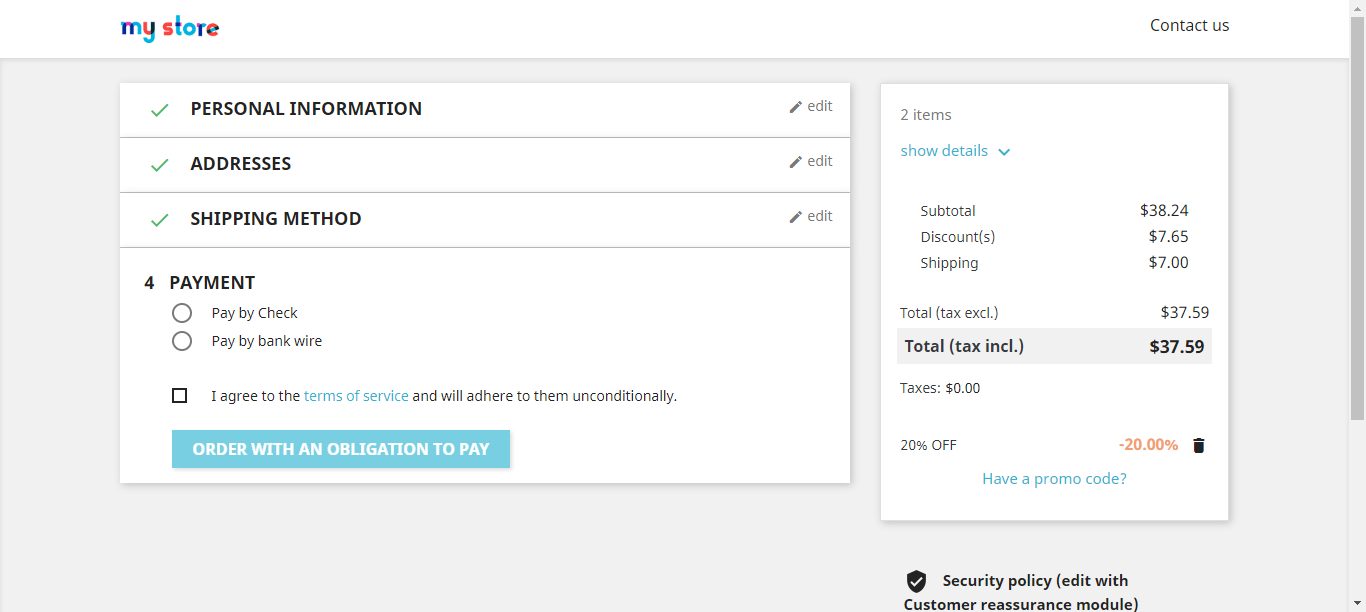 my store
Contact us
PERSONAL INFORMATION
edit
ADDRESSES
edit
SHIPPING METHOD
edit
4 PAYMENT
Pay by Check
Pay by bank wire
I agree to the terms of service and will adhere to them unconditionally.
ORDER WITH AN OBLIGATION TO PAY
2 items
show details
Subtotal $38.24
Discount(s) $7.65
Shipping $7.00
Total (tax excl.) $37.59
Total (tax incl.) $37.59
Taxes: $0.00
20% OFF -20.00%
Have a promo code?
Security policy (edit with
Customer reassurance module)